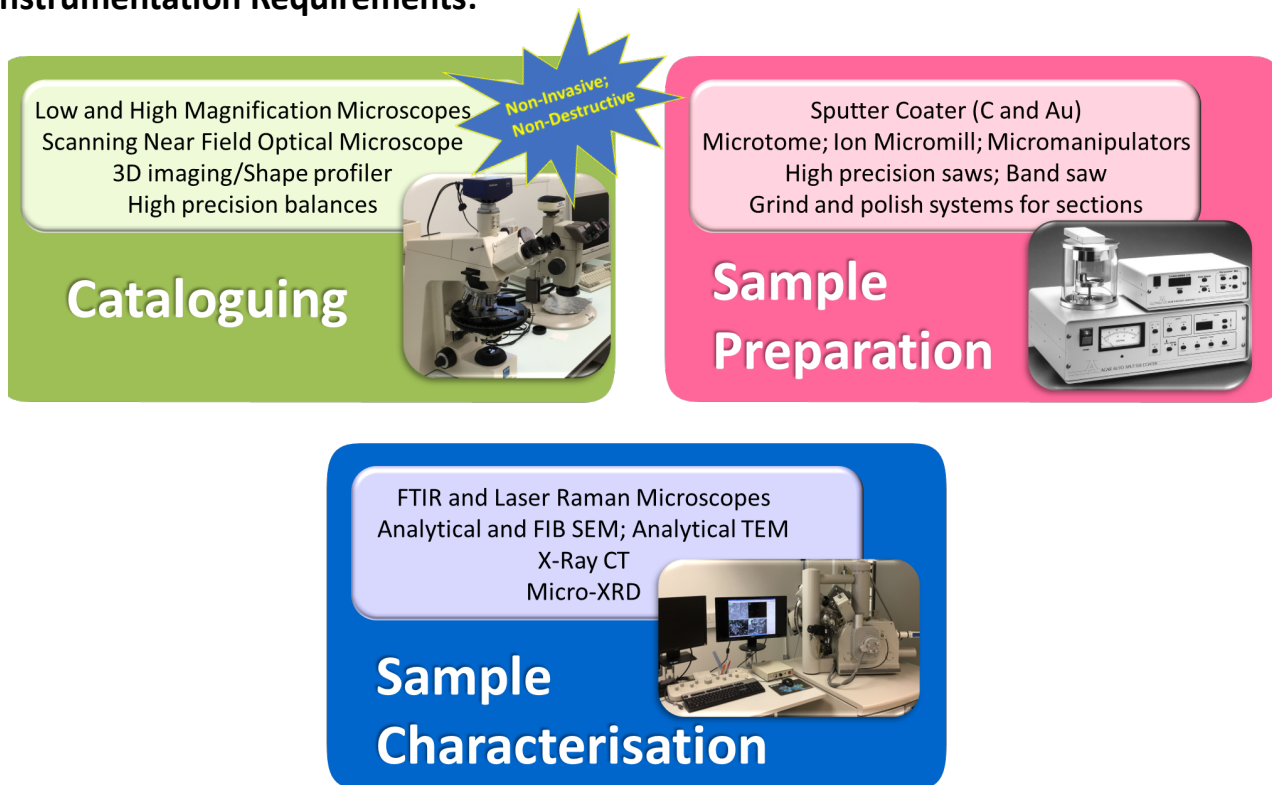 nstrumentation Requirements:
Low and High Magnification Microscopes
Scanning Near Field Optical Microscope
3D imaging/Shape profiler
High precision balances
Non-Invasive;
Non-Destructive
Cataloguing
Sputter Coater (C and Au)
Microtome; Ion Micromill; Micromanipulators
High precision saws; Band saw
Grind and polish systems for sections
Sample
Preparation
FTIR and Laser Raman Microscopes
Analytical and FIB SEM; Analytical TEM
X-Ray CT
Micro-XRD
Sample
Characterisation